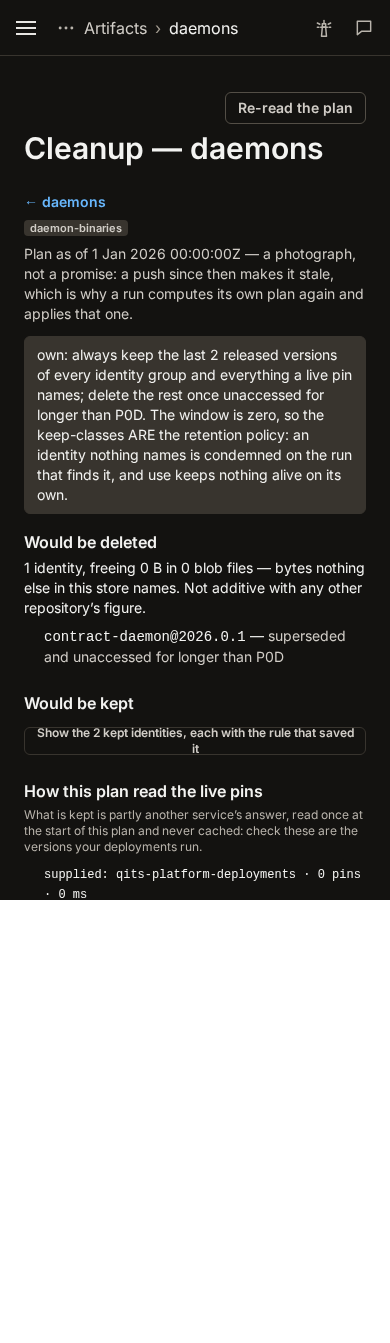 Artifacts › daemons
Re-read the plan
Cleanup — daemons
← daemons
daemon-binaries
Plan as of 1 Jan 2026 00:00:00Z — a photograph,
not a promise: a push since then makes it stale,
which is why a run computes its own plan again and
applies that one.
own: always keep the last 2 released versions
of every identity group and everything a live pin
names; delete the rest once unaccessed for
longer than P0D. The window is zero, so the
keep-classes ARE the retention policy: an
identity nothing names is condemned on the run
that finds it, and use keeps nothing alive on its
own.
Would be deleted
1 identity, freeing 0 B in 0 blob files — bytes nothing
else in this store names. Not additive with any other
repository’s figure.
contract-daemon@2026.0.1 — superseded
and unaccessed for longer than P0D
Would be kept
Show the 2 kept identities, each with the rule that saved
it
How this plan read the live pins
What is kept is partly another service’s answer, read once at
the start of this plan and never cached: check these are the
versions your deployments run.
supplied: qits-platform-deployments · 0 pins
· 0 ms